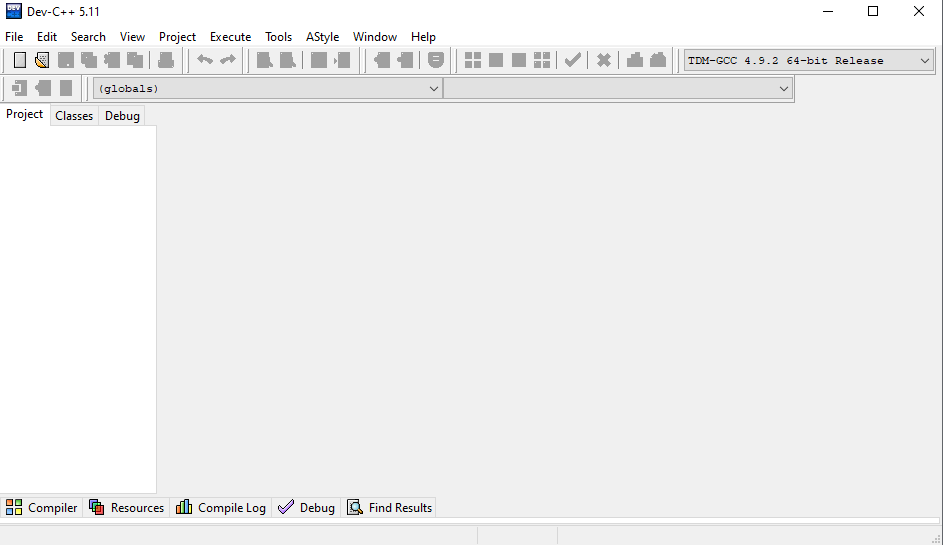 Dev-C++ 5.11
File Edit Search View Project Execute Tools AStyle Window Help
TDM-GCC 4.9.2 64-bit Release
(globals)
Project Classes Debug
Compiler Resources Compile Log Debug Find Results